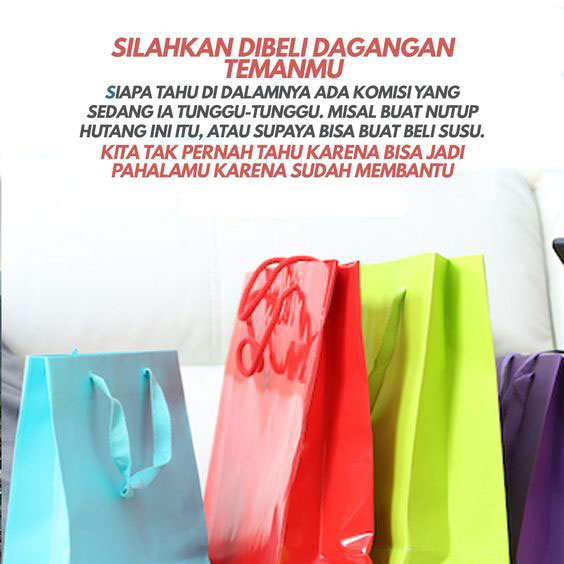 SILAHKAN DIBELI DAGANGAN
TEMANMU
SIAPA TAHU DI DALAMNYA ADA KOMISI YANG
SEDANG IA TUNGGU-TUNGGU. MISAL BUAT NUTUP
HUTANG INI ITU, ATAU SUPAYA BISA BUAT BELI SUSU.
KITA TAK PERNAH TAHU KARENA BISA JADI
PAHALAMU KARENA SUDAH MEMBANTU